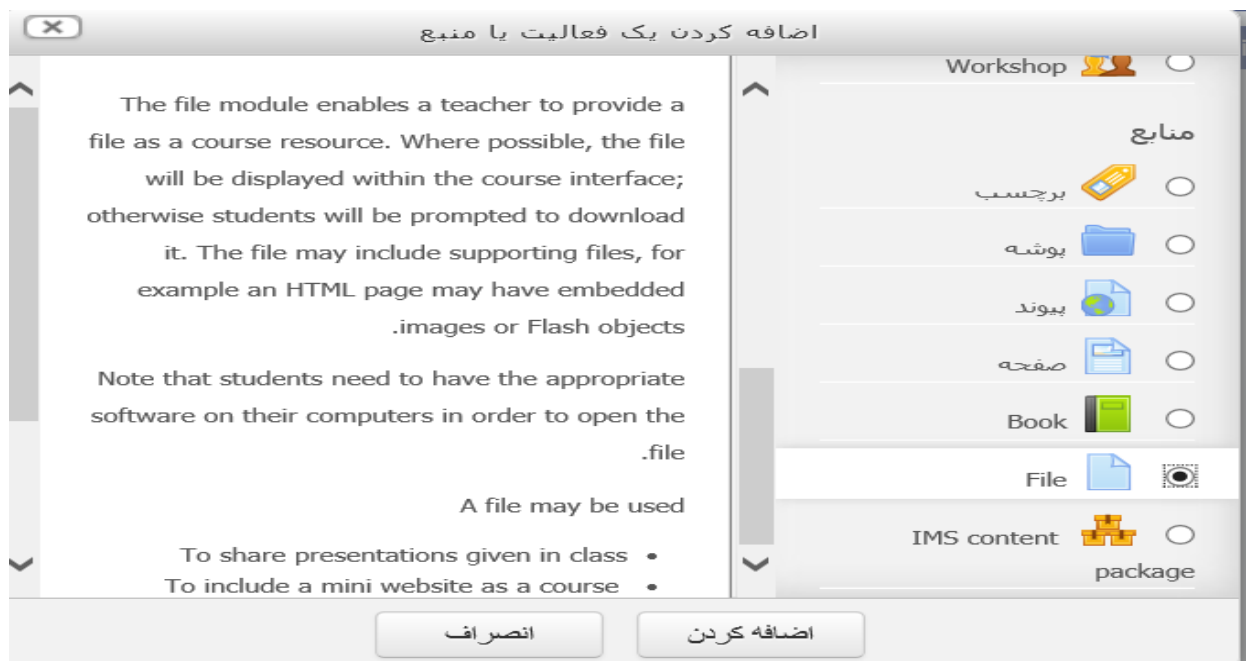 اضافه کردن یک فعالیت یا منبع
Workshop
منابع
برچسب
پوشه
پیوند
صفحه
Book
File
IMS content
package
The file module enables a teacher to provide a
file as a course resource. Where possible, the file
will be displayed within the course interface;
otherwise students will be prompted to download
it. The file may include supporting files, for
example an HTML page may have embedded
.images or Flash objects
Note that students need to have the appropriate
software on their computers in order to open the
.file
A file may be used
To share presentations given in class •
To include a mini website as a course •
اضافه کردن
انصراف